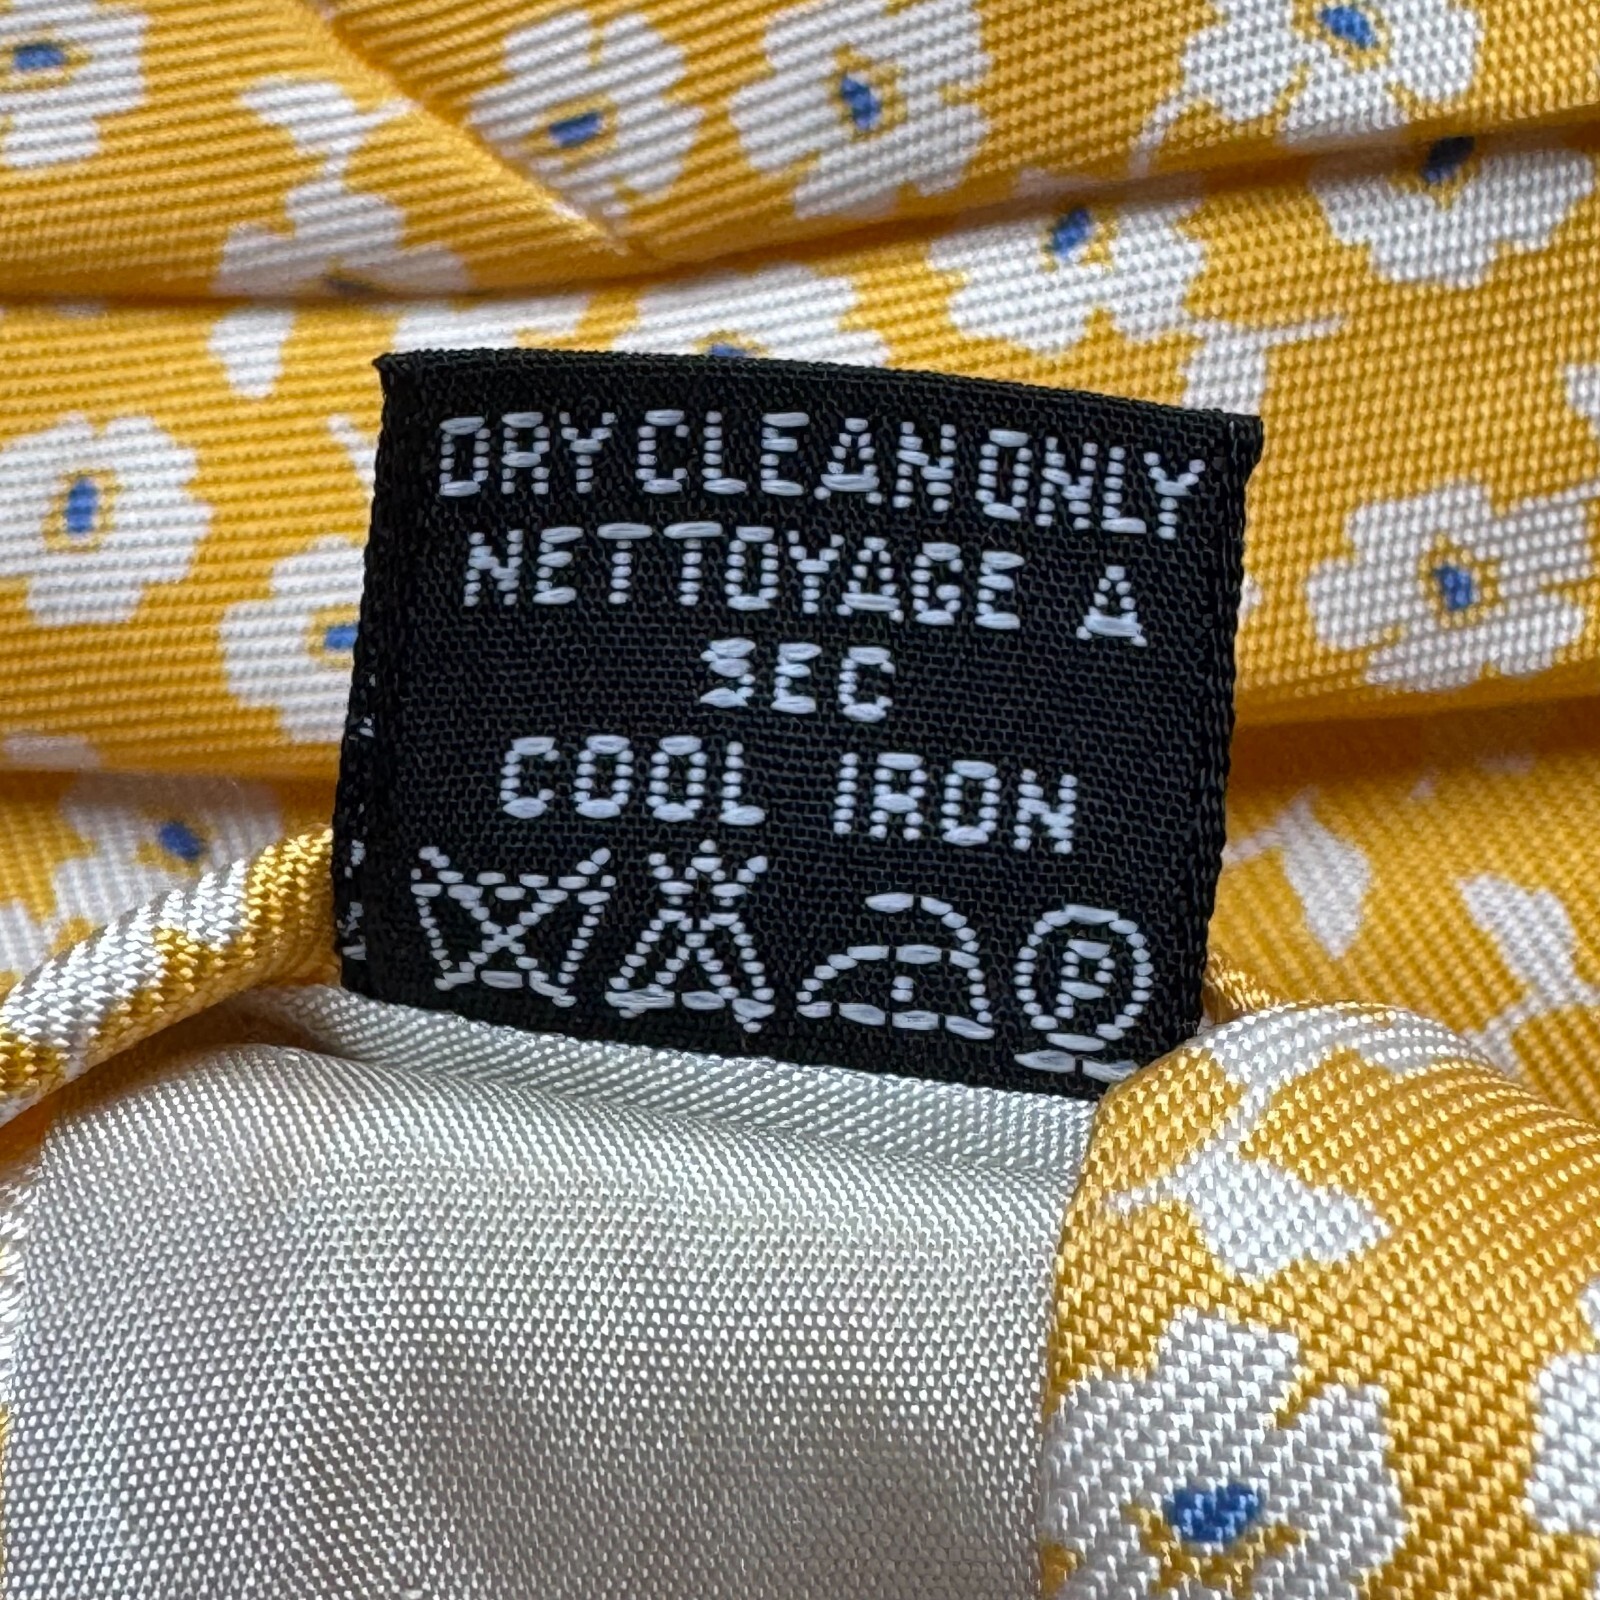 DRY CLEAN ONLY
NETTOYAGE A
SEC
COOL IRON
P